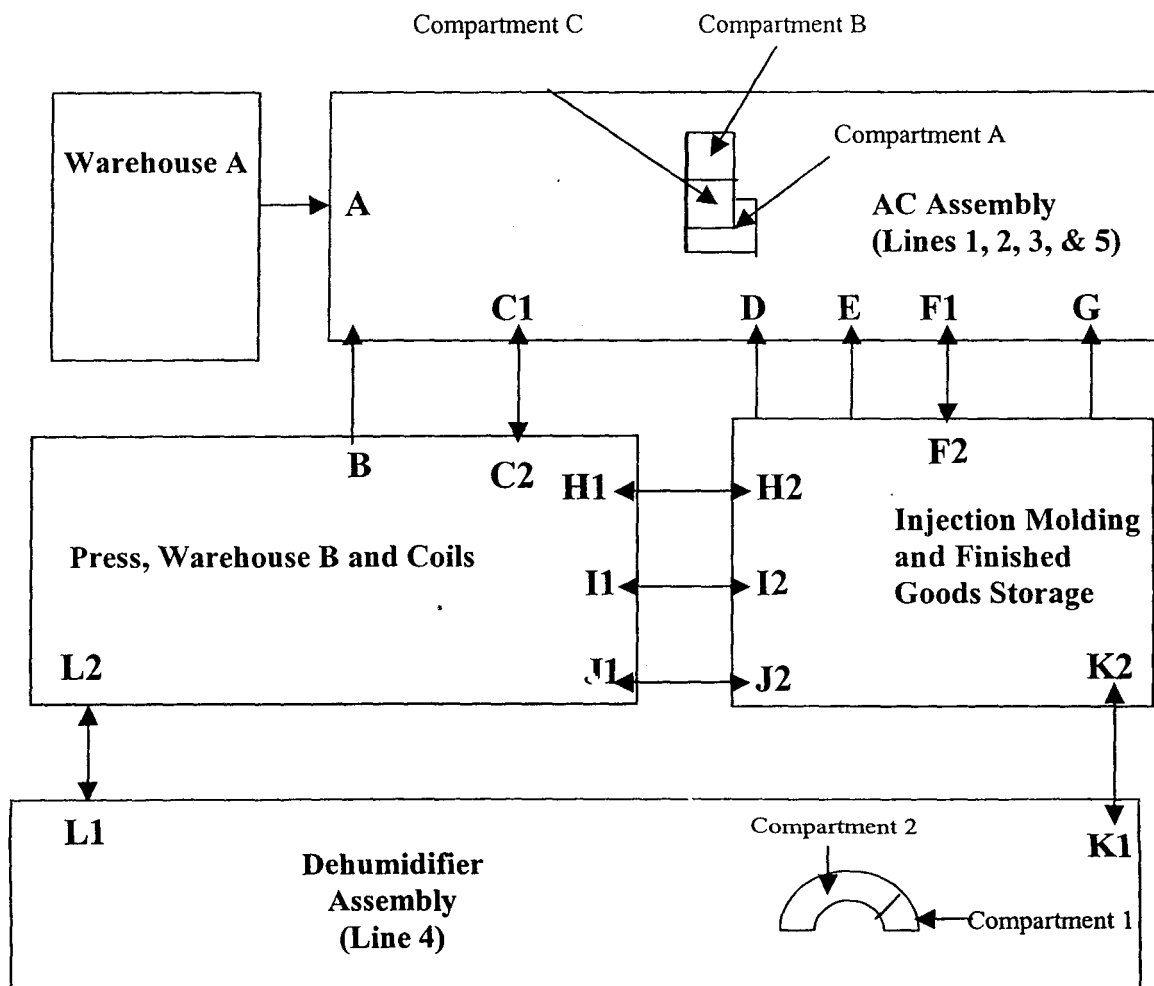 Compartment C
Compartment B
Warehouse A
Compartment A
A
AC Assembly
(Lines 1, 2, 3, & 5)
C1
D
E
F1
G
B
C2
F2
H1
H2
Injection Molding
and Finished
Goods Storage
Press, Warehouse B and Coils
I1
I2
L2
J1
J2
K2
L1
Compartment 2
K1
Dehumidifier
Assembly
(Line 4)
Compartment 1